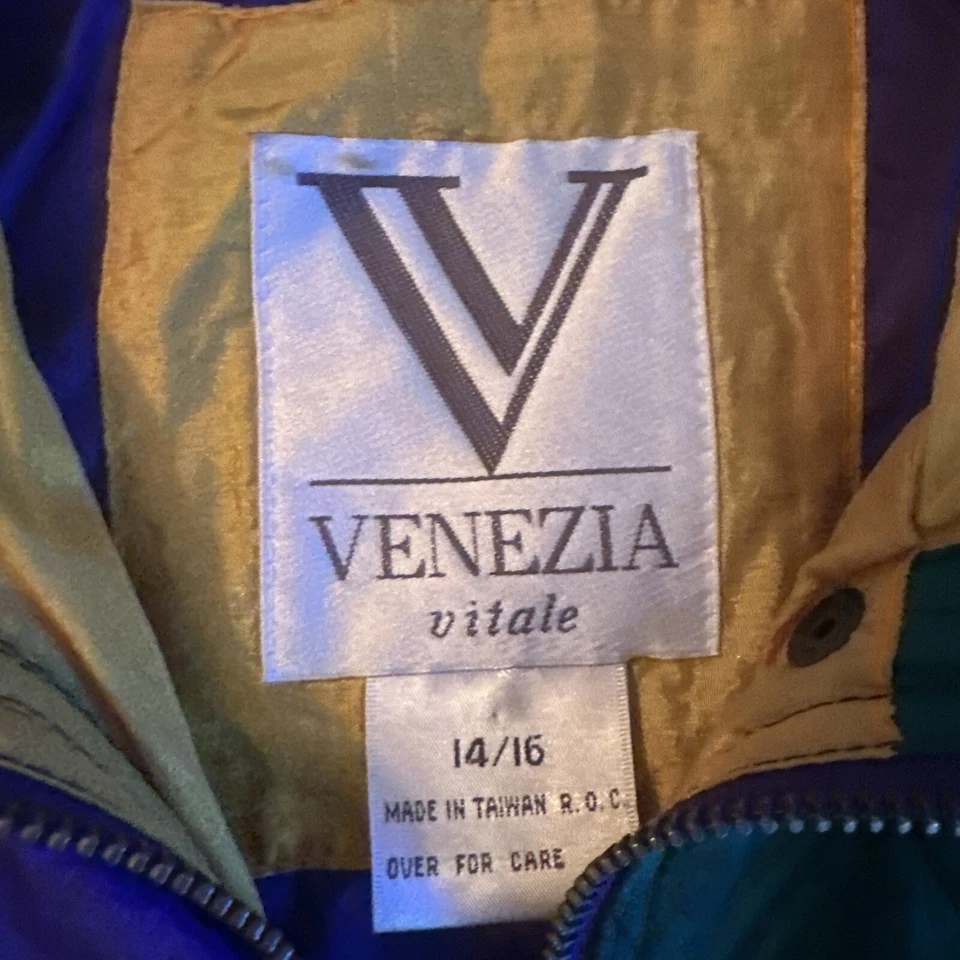 V
VENEZIA
vitale
14/16
MADE IN TAIWAN R.O.C.
OVER FOR CARE